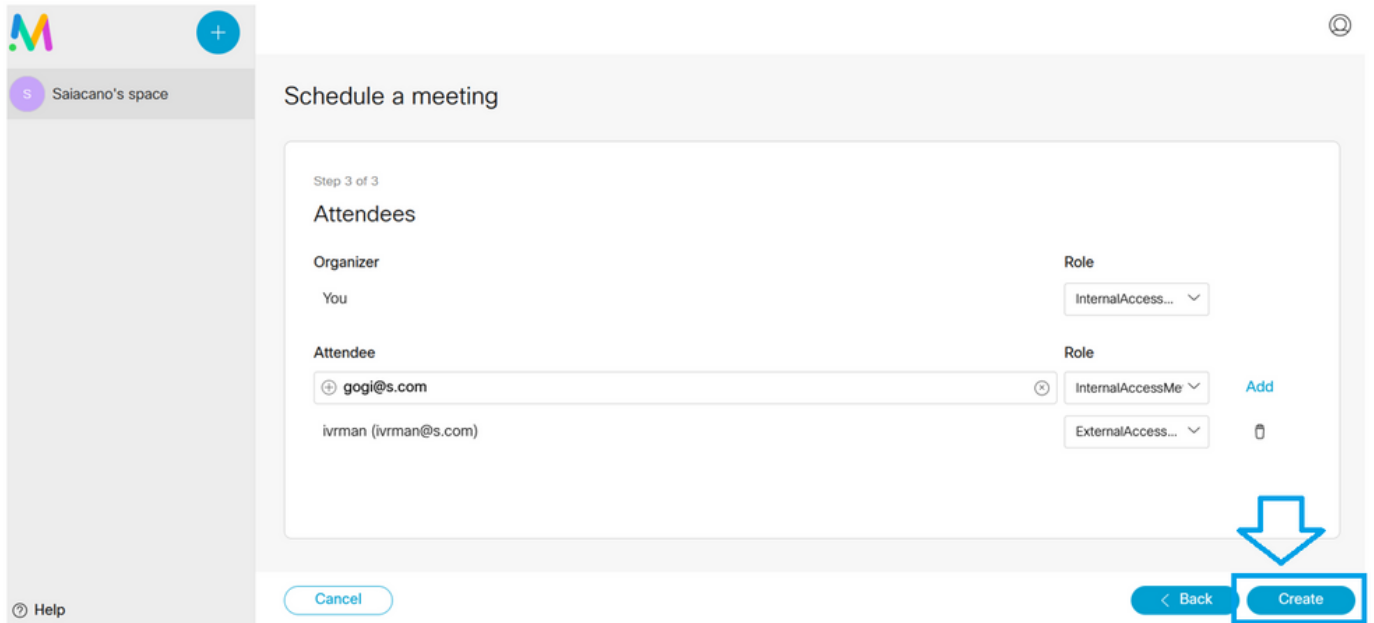 M
+
S Saiacano's space
Schedule a meeting
Step 3 of 3
Attendees
Organizer Role
You InternalAccess...
Attendee Role
gogi@s.com InternalAccessMe Add
ivrman (ivrman@s.com) ExternalAccess...
Help Cancel < Back Create